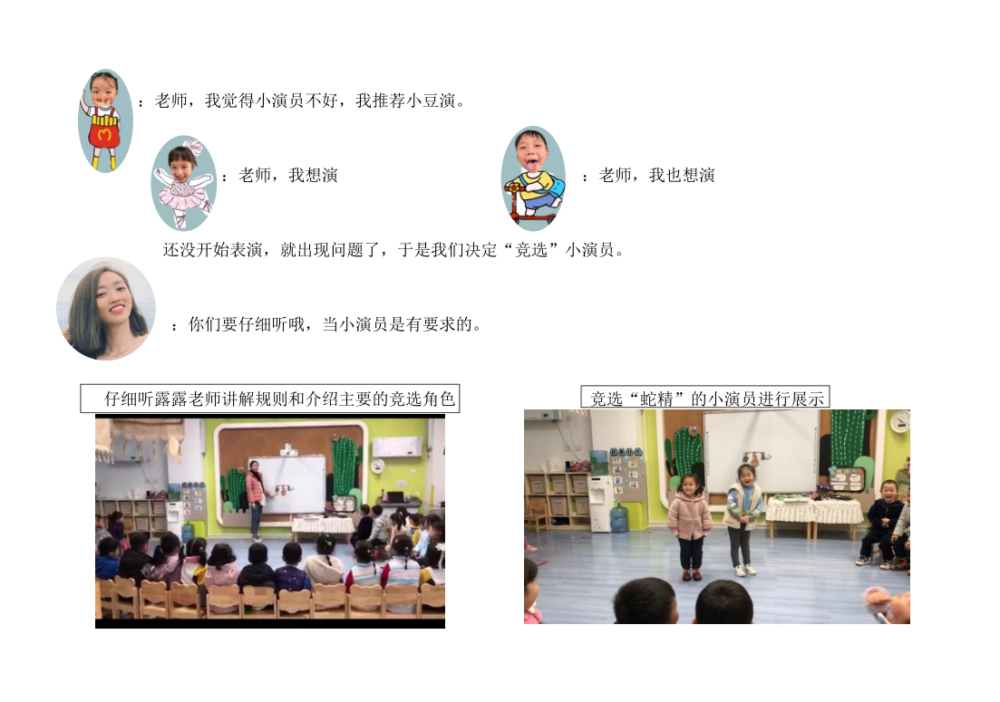 ：老师，我觉得小演员不好，我推荐小豆演。
：老师，我想演
：老师，我也想演
还没开始表演，就出现问题了，于是我们决定“竞选”小演员。
：你们要仔细听哦，当小演员是有要求的。
仔细听露露老师讲解规则和介绍主要的竞选角色
竞选“蛇精”的小演员进行展示